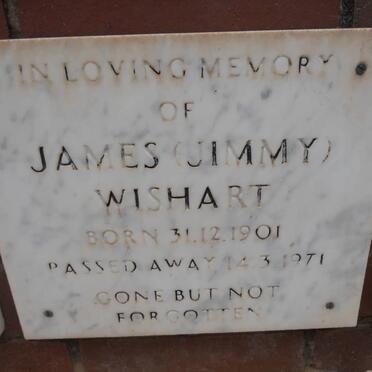 IN LOVING MEMORY
OF
JAMES (JIMMY)
WISHART
BORN 31.12.1901
PASSED AWAY 14.3.1971
GONE BUT NOT
FORGOTTEN